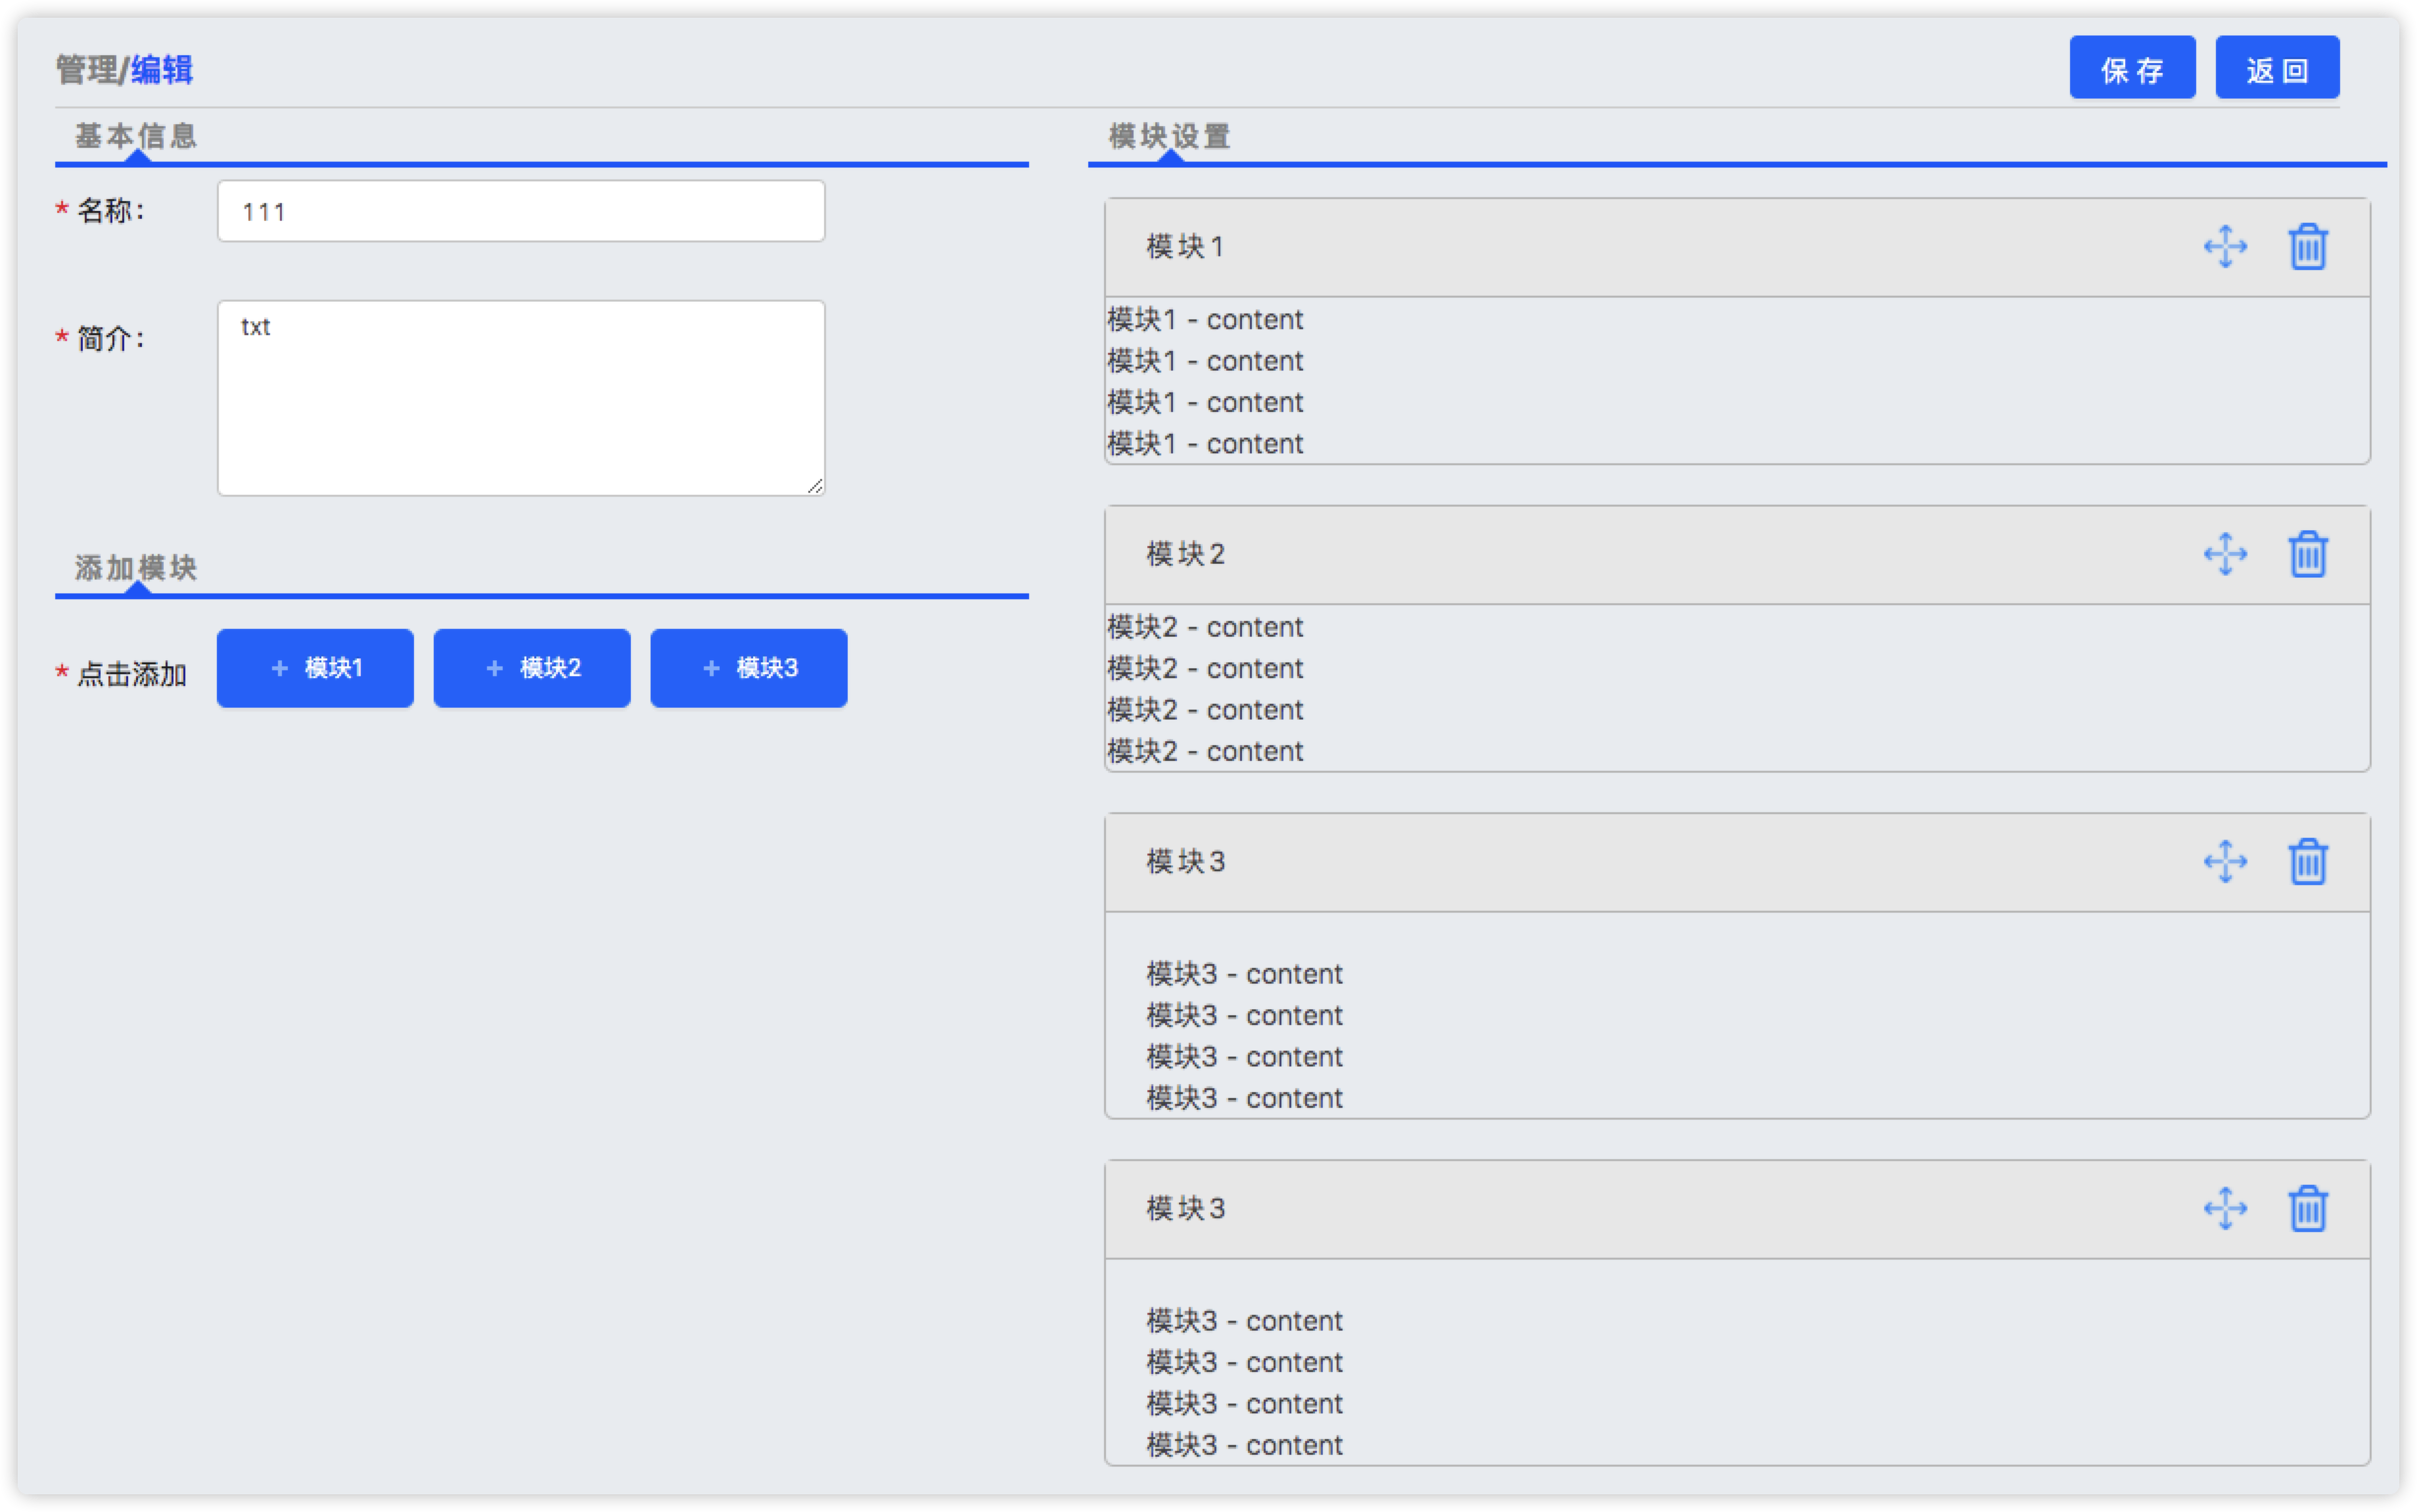 管理/编辑
保 存
返 回
基本信息
* 名称：
111
* 简介：
txt
添加模块
* 点击添加
+ 模块1
+ 模块2
+ 模块3
模块设置
模块1
模块1 - content
模块1 - content
模块1 - content
模块1 - content
模块2
模块2 - content
模块2 - content
模块2 - content
模块2 - content
模块3
模块3 - content
模块3 - content
模块3 - content
模块3 - content
模块3
模块3 - content
模块3 - content
模块3 - content
模块3 - content